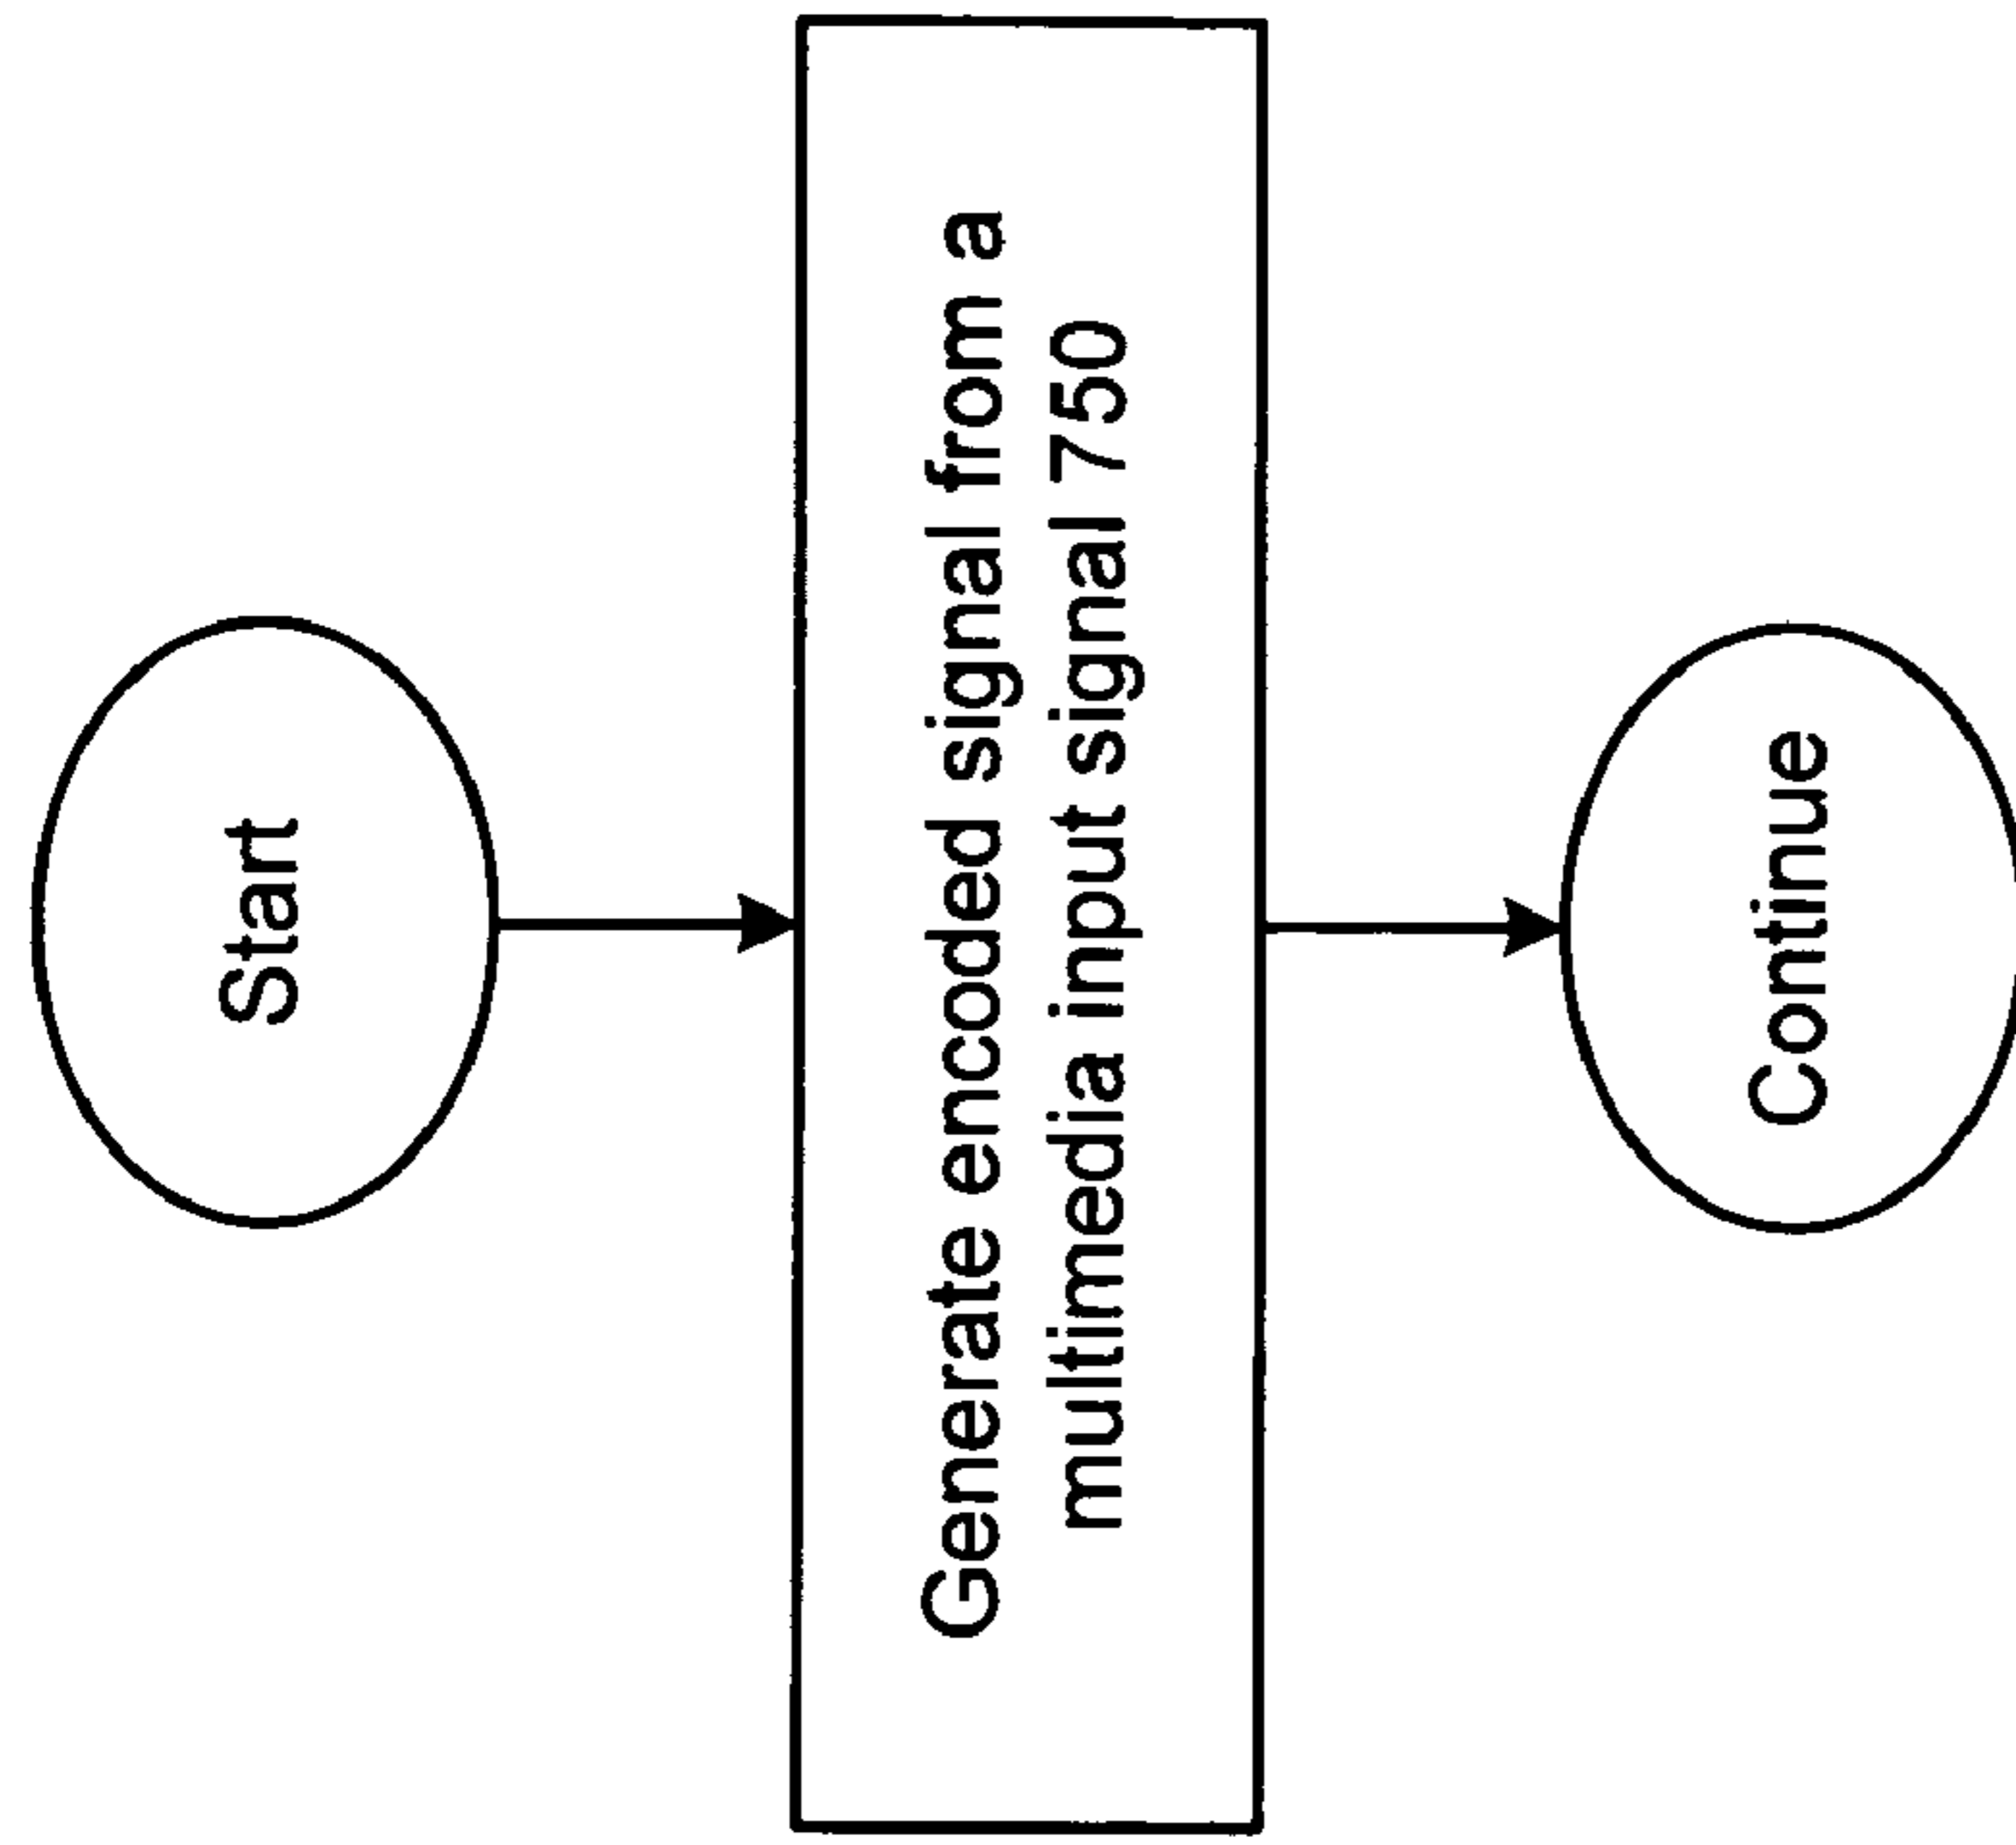 Start
Generate encoded signal from a
multimedia input signal 750
Continue